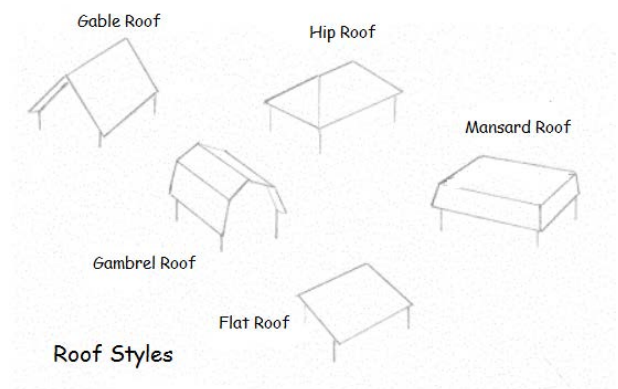 Gable Roof
Hip Roof
Mansard Roof
Gambrel Roof
Flat Roof
Roof Styles